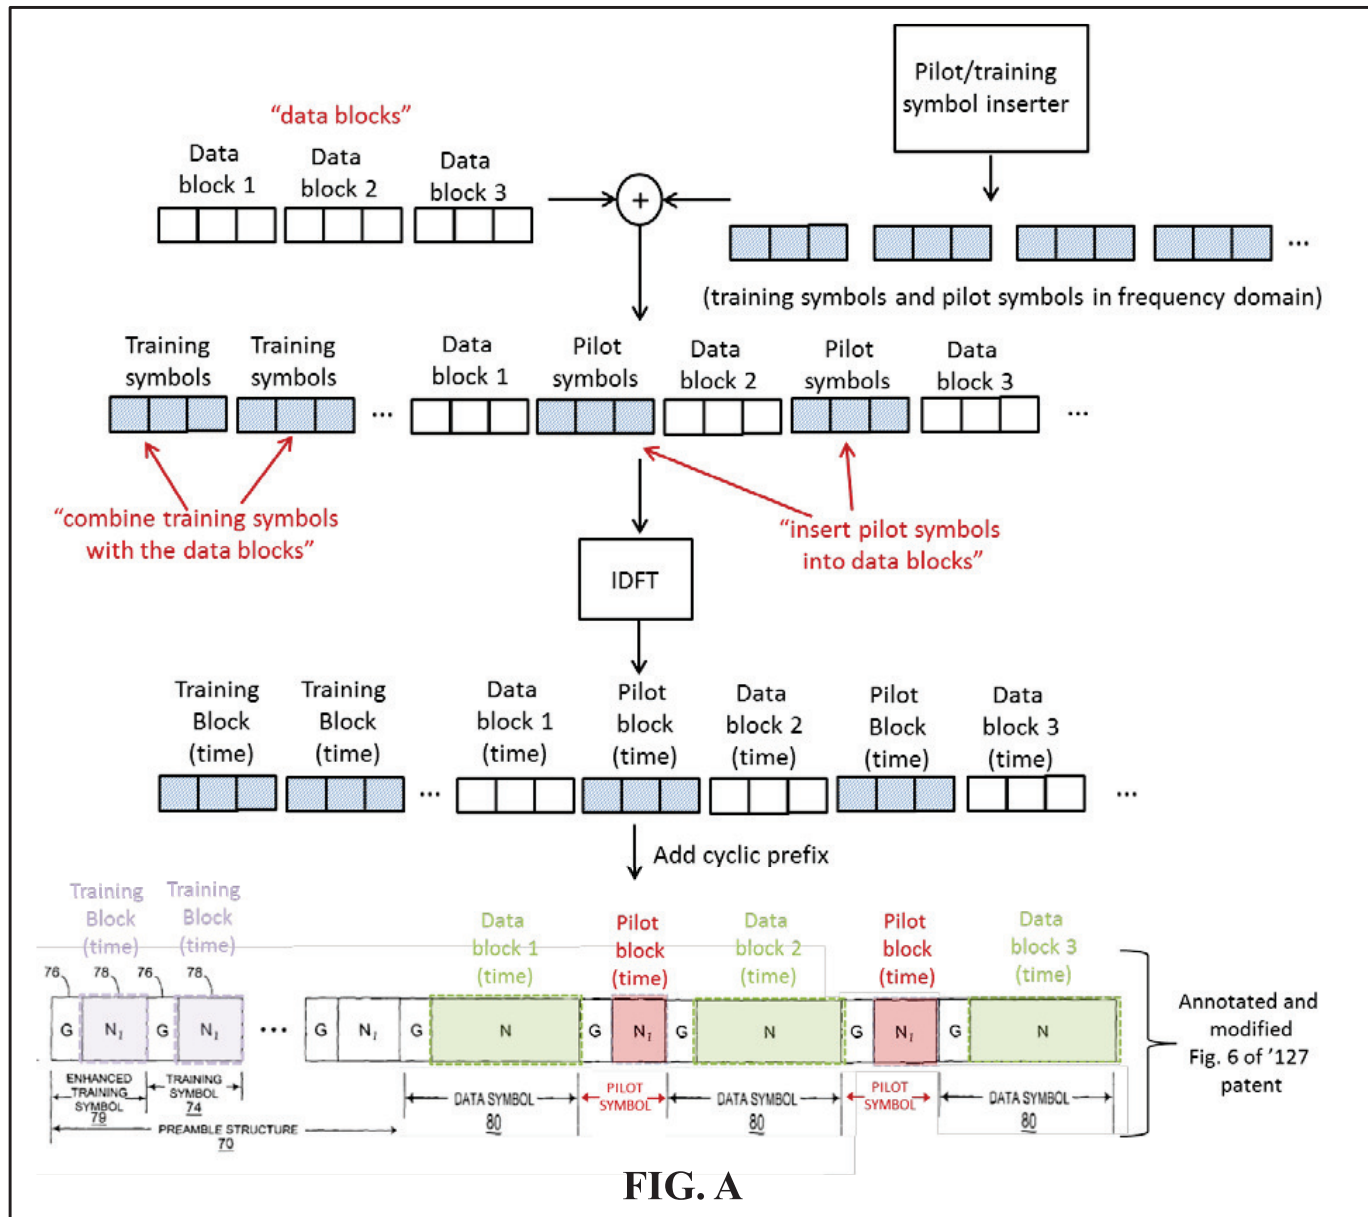 Pilot/training
symbol inserter
“data blocks”
Data
block 1
Data
block 2
Data
block 3
+
...
(training symbols and pilot symbols in frequency domain)
Training
symbols
Training
symbols
...
Data
block 1
Pilot
symbols
Data
block 2
Pilot
symbols
Data
block 3
...
“combine training symbols
with the data blocks”
“insert pilot symbols
into data blocks”
IDFT
Training
Block
(time)
Training
Block
(time)
...
Data
block 1
(time)
Pilot
block
(time)
Data
block 2
(time)
Pilot
Block
(time)
Data
block 3
(time)
...
Add cyclic prefix
Training
Block
(time)
Training
Block
(time)
Data
block 1
(time)
Pilot
block
(time)
Data
block 2
(time)
Pilot
block
(time)
Data
block 3
(time)
76 78 76 78
G N₁ G N₁ ••• G N₁ G N G N₁ G N G N₁ G N
ENHANCED
TRAINING
SYMBOL
79
TRAINING
SYMBOL
74
DATA SYMBOL
80
PILOT
SYMBOL
DATA SYMBOL
80
PILOT
SYMBOL
DATA SYMBOL
80
PREAMBLE STRUCTURE
70
Annotated and
modified
Fig. 6 of ’127
patent
FIG. A